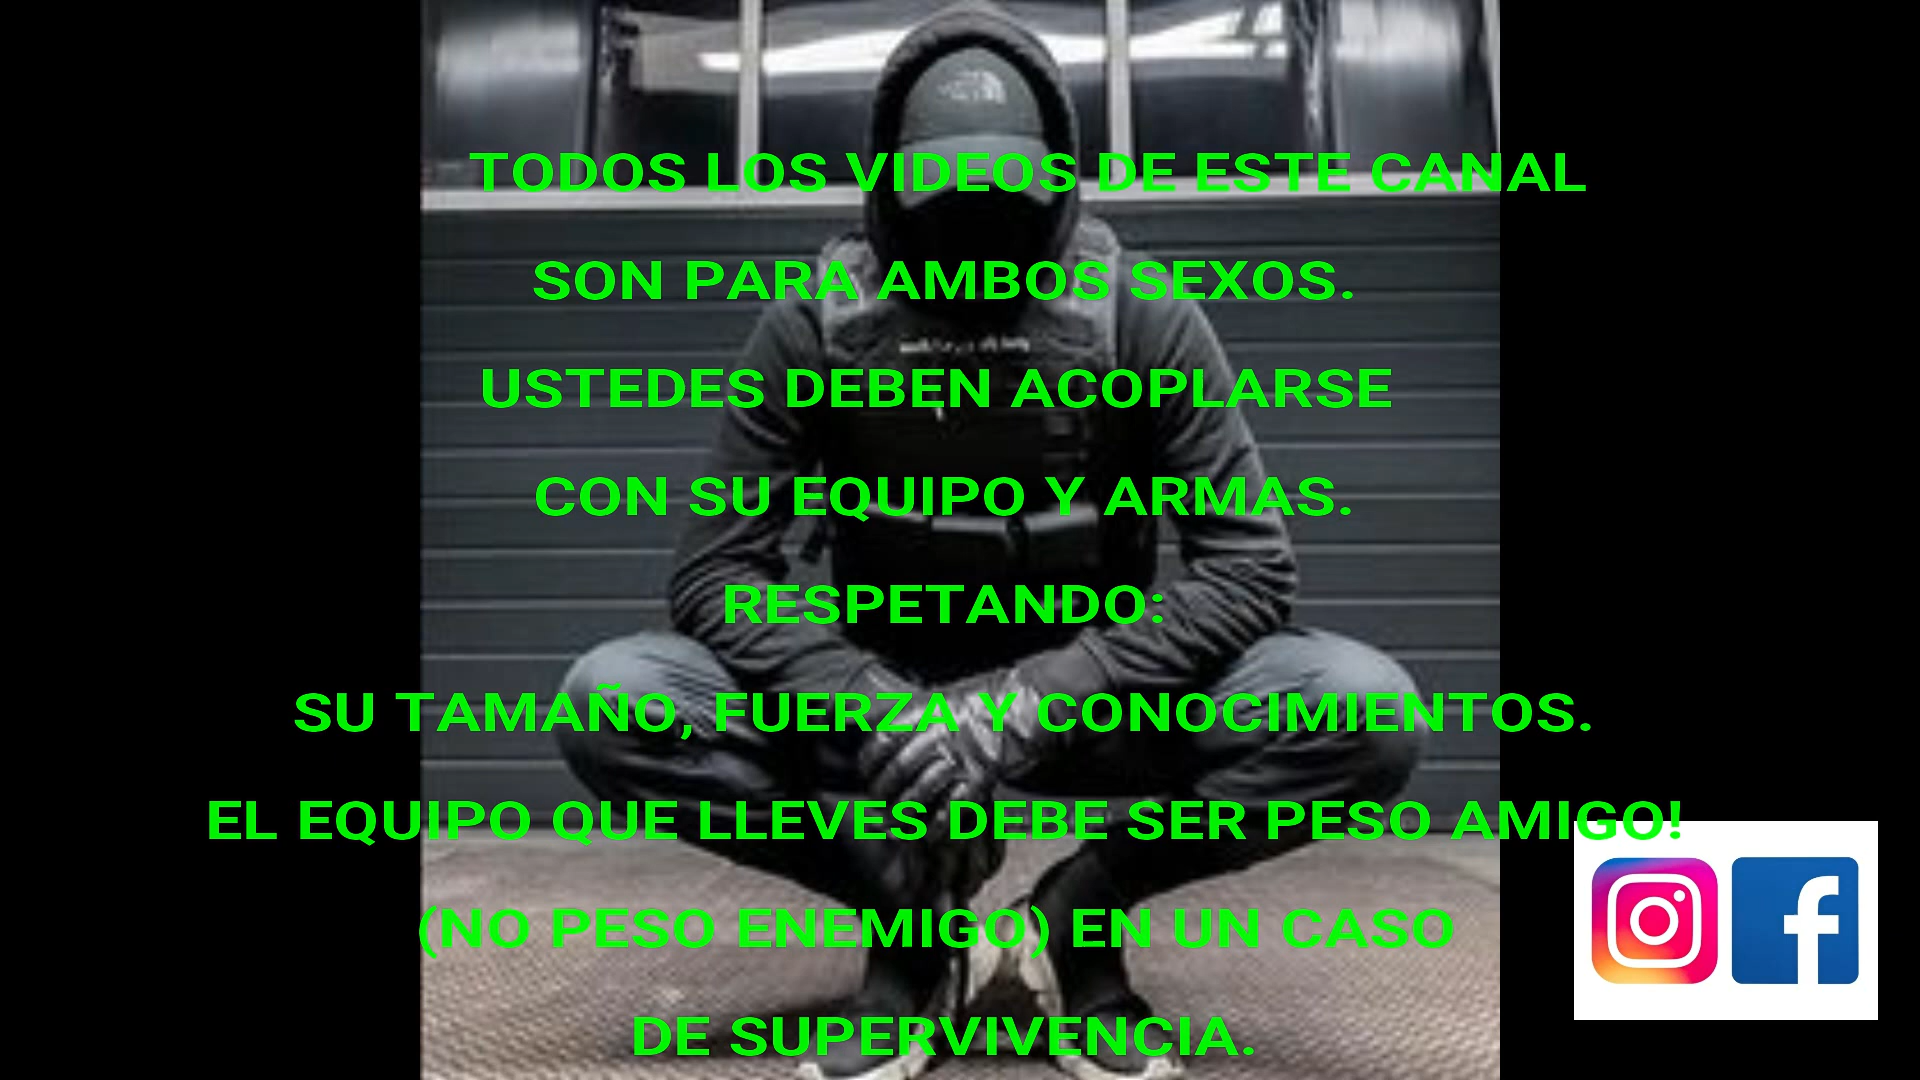 TODOS LOS VIDEOS DE ESTE CANAL
SON PARA AMBOS SEXOS.
USTEDES DEBEN ACOPLARSE
CON SU EQUIPO Y ARMAS.
RESPETANDO:
SU TAMAÑO, FUERZA Y CONOCIMIENTOS.
EL EQUIPO QUE LLEVES DEBE SER PESO AMIGO!
(NO PESO ENEMIGO) EN UN CASO
DE SUPERVIVENCIA.